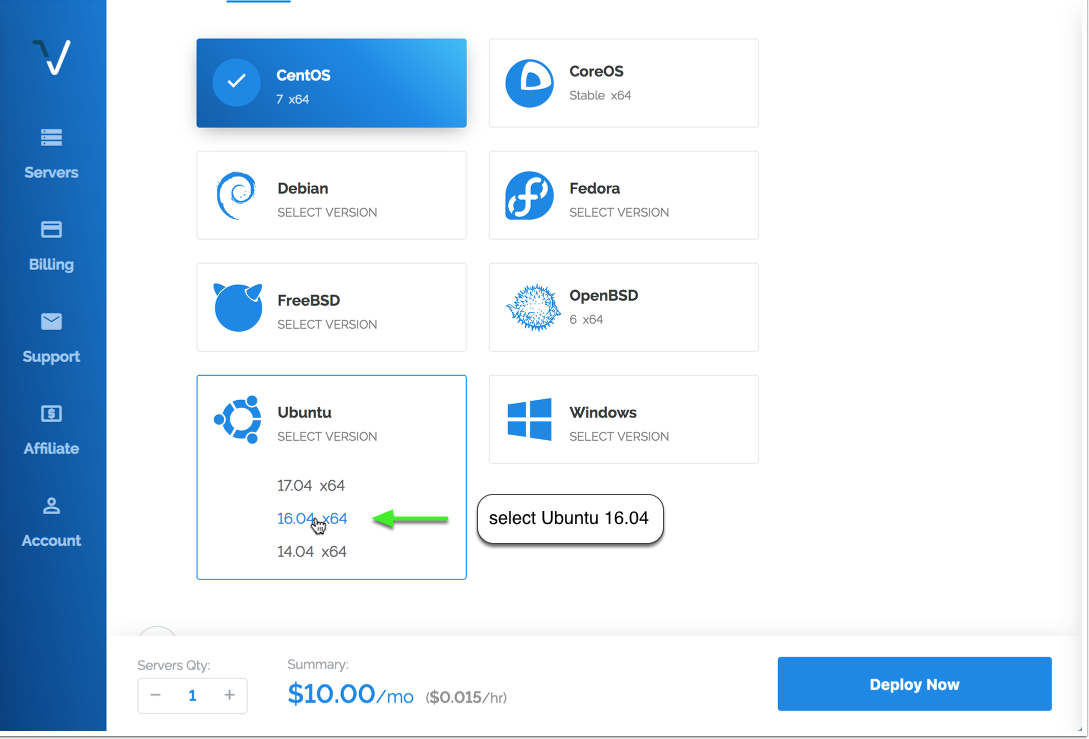 Servers
Billing
Support
Affiliate
Account
CentOS
7 x64
CoreOS
Stable x64
Debian
SELECT VERSION
Fedora
SELECT VERSION
FreeBSD
SELECT VERSION
OpenBSD
6 x64
Ubuntu
SELECT VERSION
17.04 x64
16.04 x64
14.04 x64
Windows
SELECT VERSION
select Ubuntu 16.04
Servers Qty:
− 1 +
Summary:
$10.00/mo ($0.015/hr)
Deploy Now